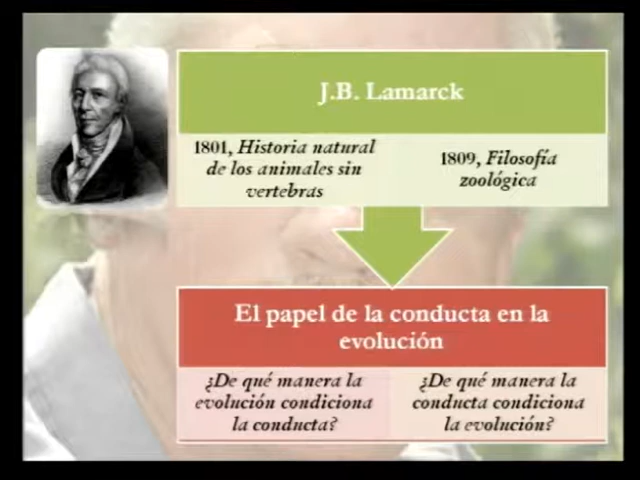 J.B. Lamarck
1801, Historia natural
de los animales sin
vertebras
1809, Filosofía
zoológica
El papel de la conducta en la
evolución
¿De qué manera la
evolución condiciona
la conducta?
¿De qué manera la
conducta condiciona
la evolución?